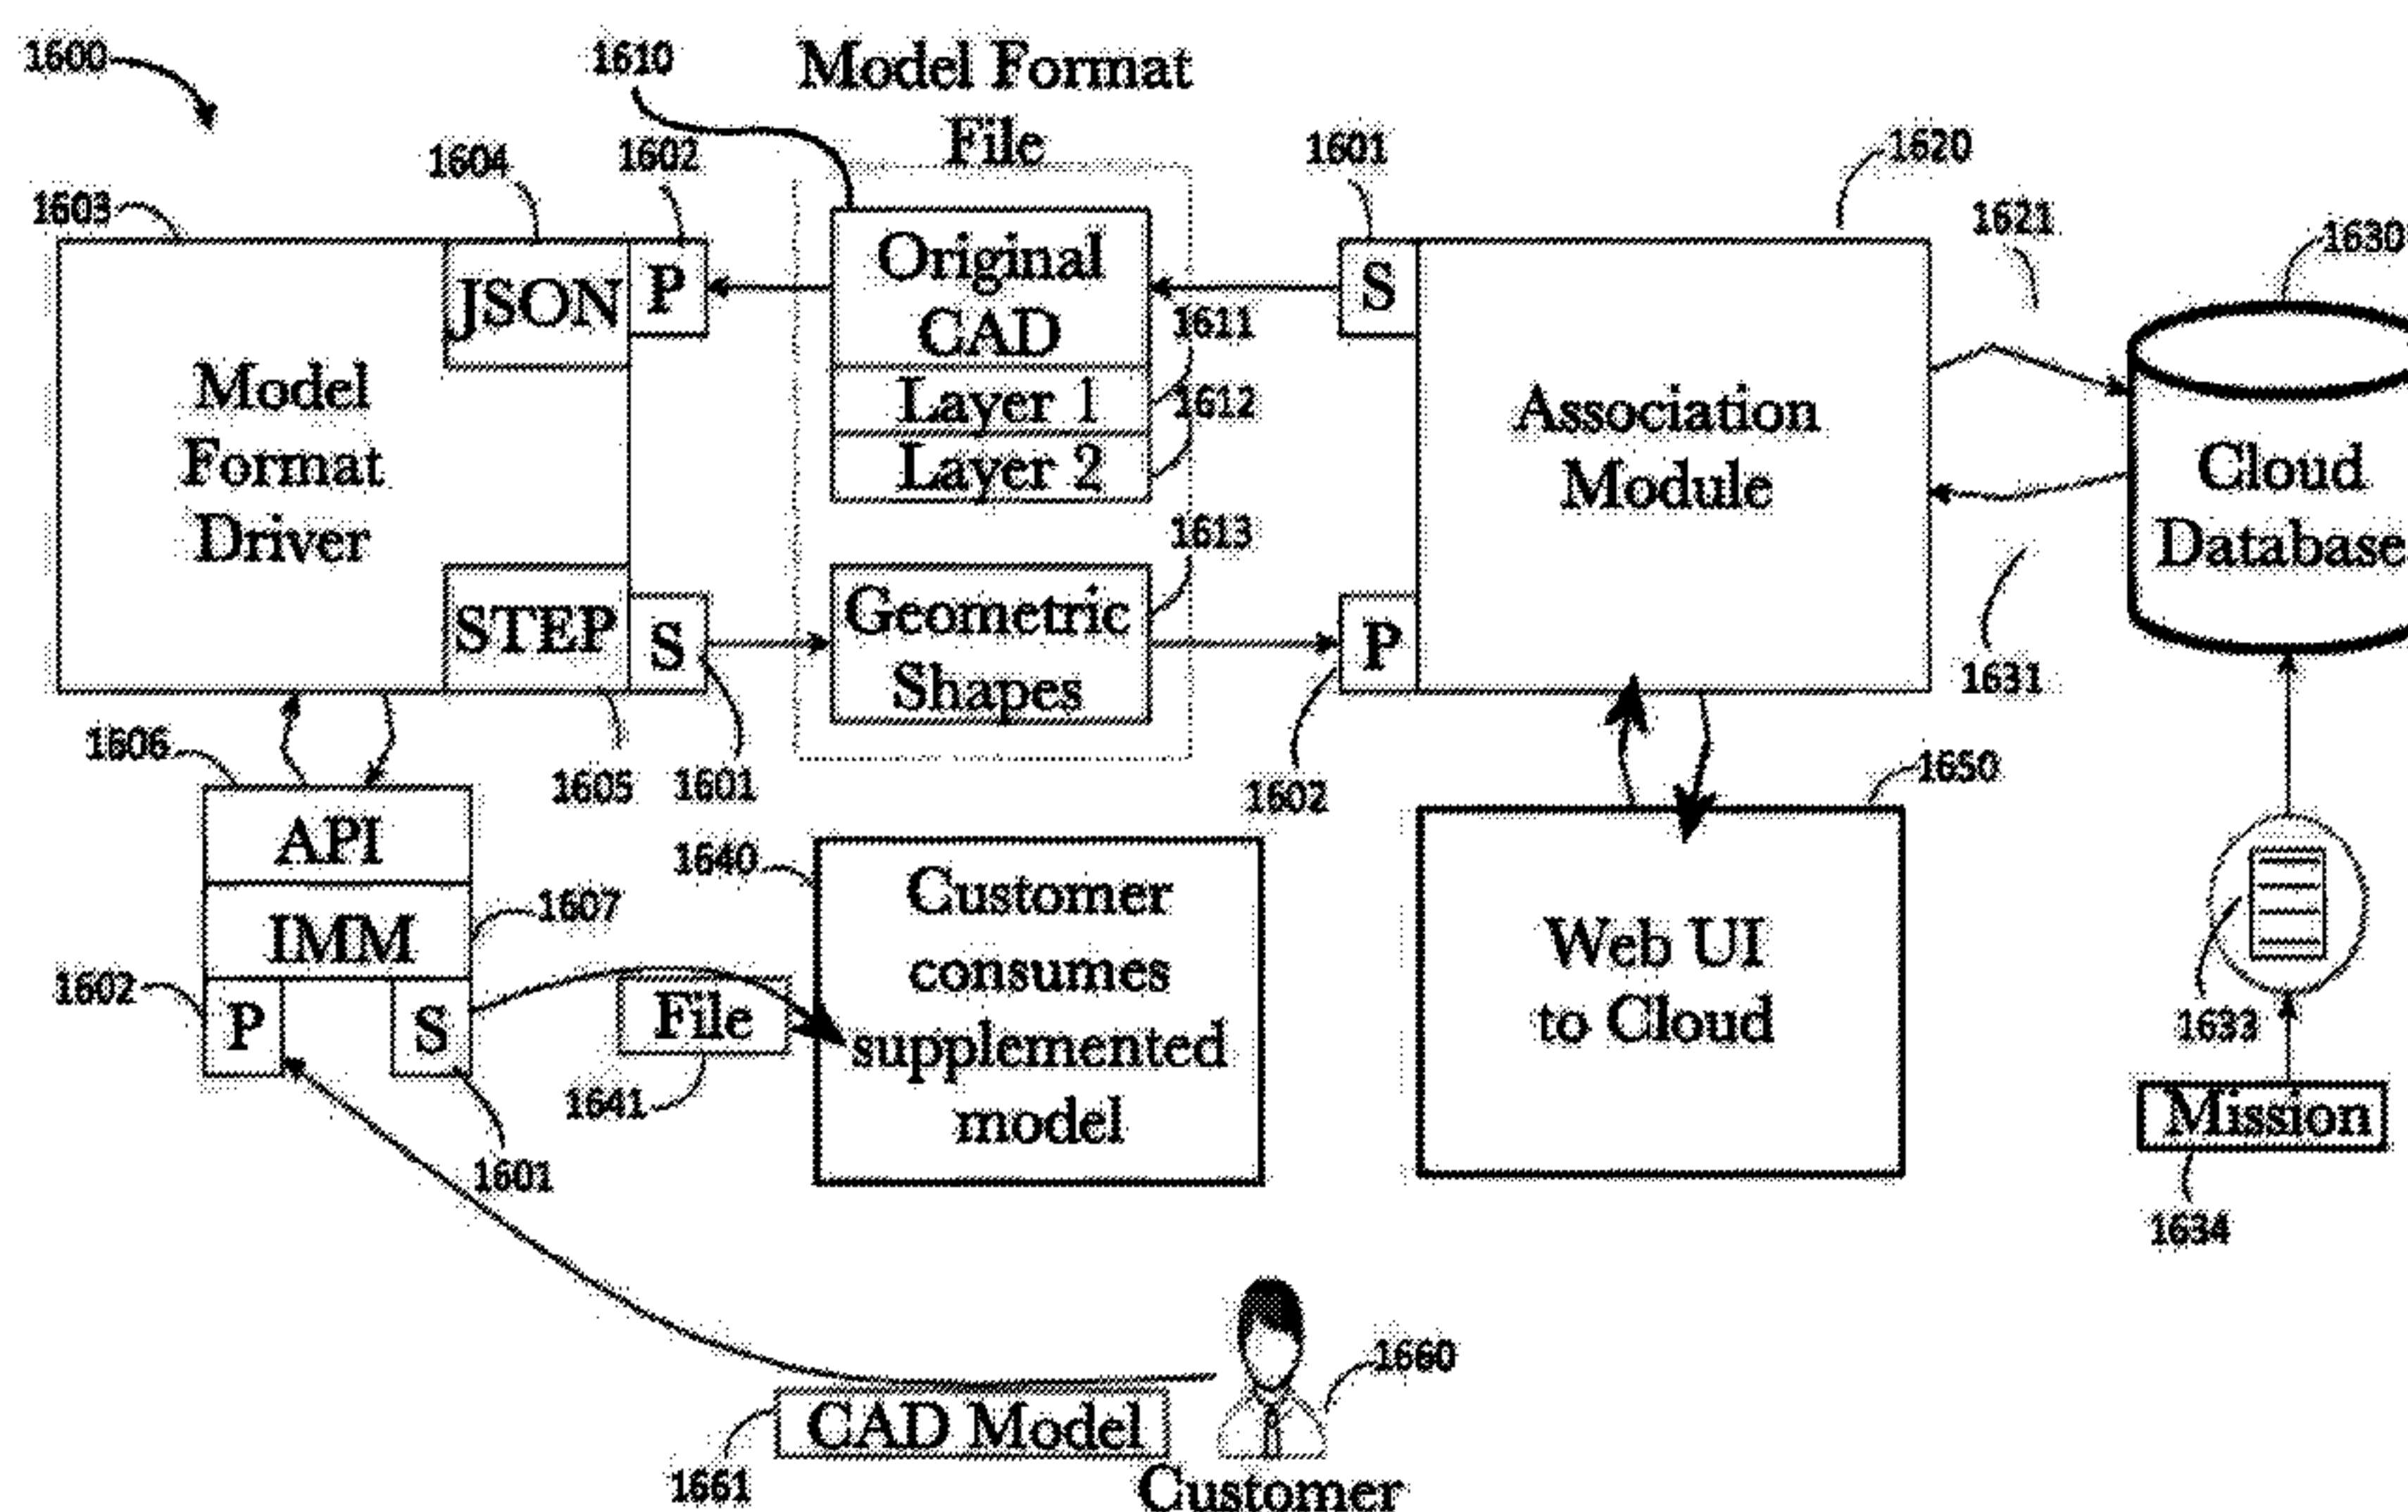 1600
1610
Model Format
File
1604
1602
1601
1620
1603
1621
1630
JSON
P
Original
CAD
S
1611
Model
Format
Driver
Layer 1
1612
Layer 2
Association
Module
Cloud
Database
1613
STEP
S
Geometric
Shapes
P
1631
1606
1605
1601
1602
1650
API
1640
Customer
consumes
supplemented
model
IMM
1607
Web UI
to Cloud
1602
P
S
File
1633
1641
Mission
1601
1634
1660
CAD Model
1661
Customer